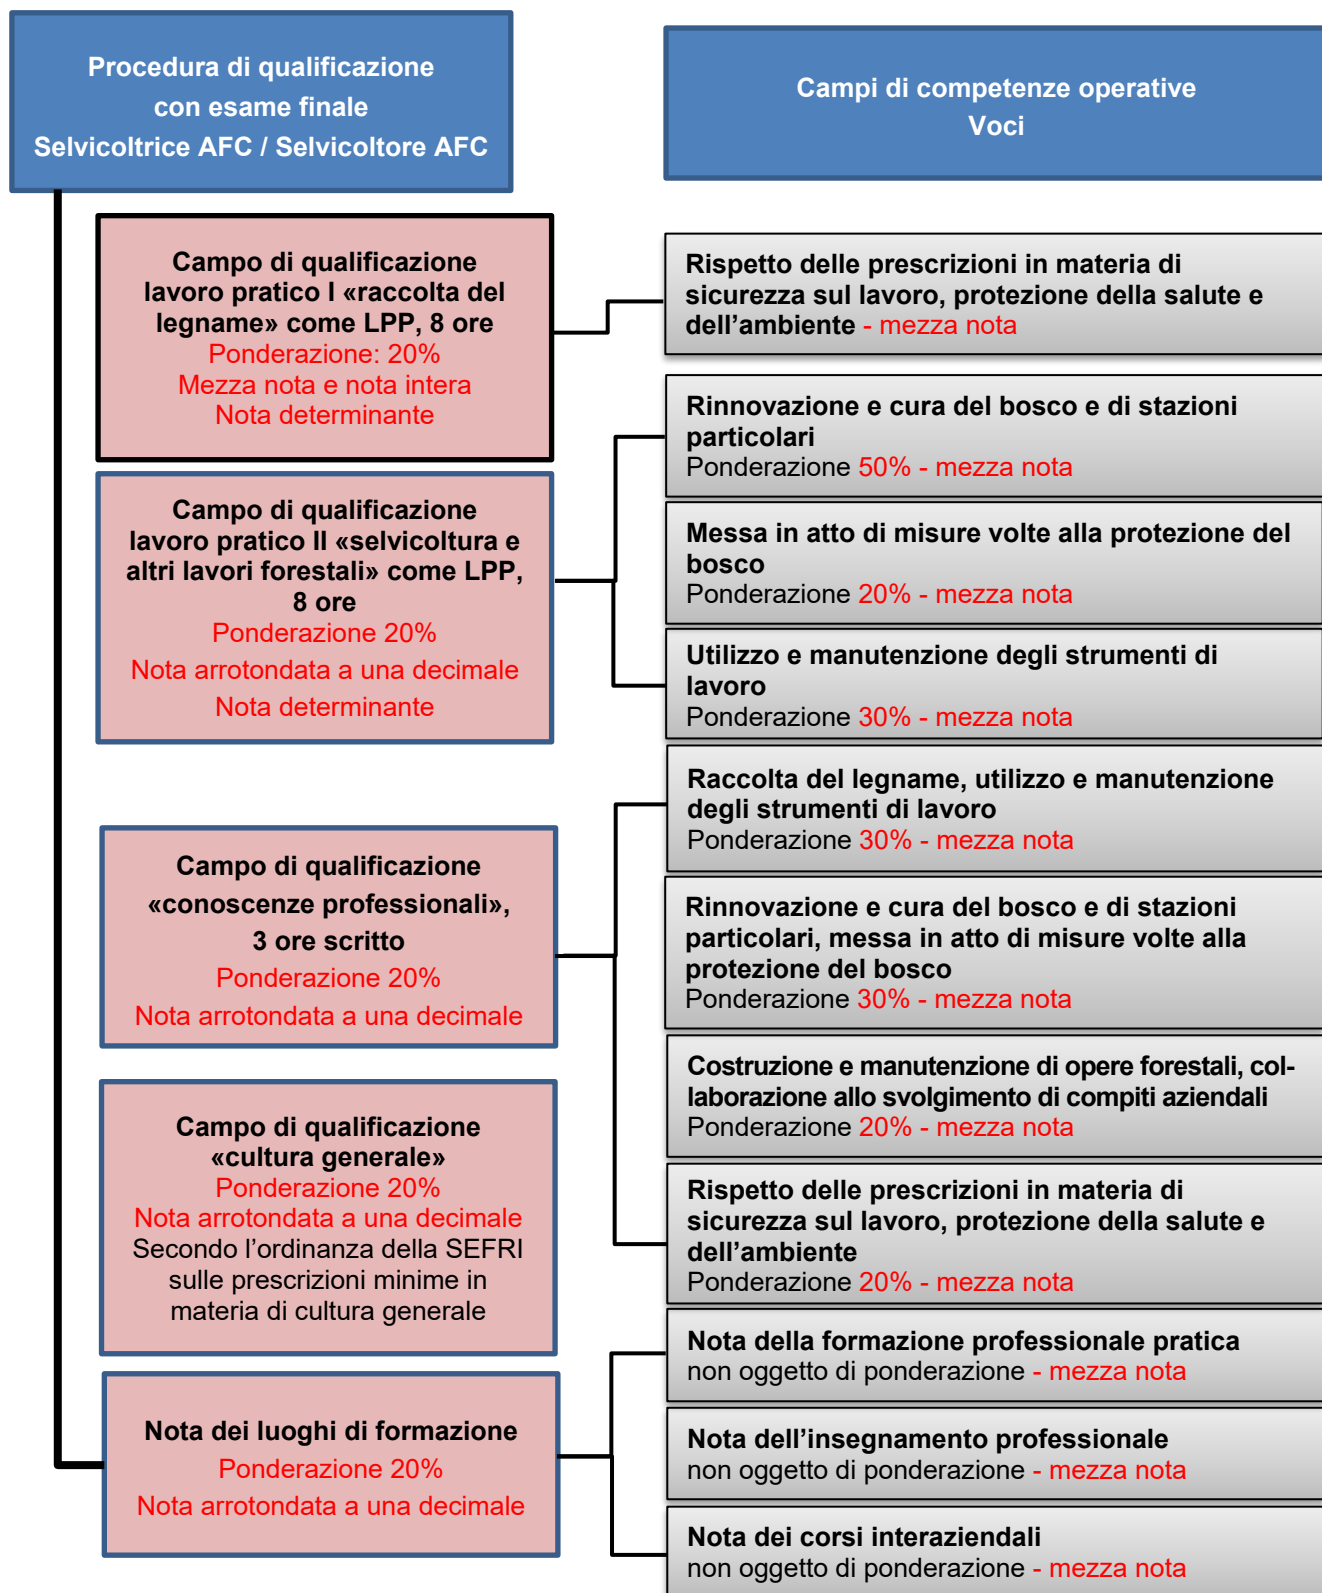 Procedura di qualificazione
con esame finale
Selvicoltrice AFC / Selvicoltore AFC
Campi di competenze operative
Voci
Campo di qualificazione
lavoro pratico I «raccolta del
legname» come LPP, 8 ore
Ponderazione: 20%
Mezza nota e nota intera
Nota determinante
Rispetto delle prescrizioni in materia di
sicurezza sul lavoro, protezione della salute e
dell’ambiente - mezza nota
Campo di qualificazione
lavoro pratico II «selvicoltura e
altri lavori forestali» come LPP,
8 ore
Ponderazione 20%
Nota arrotondata a una decimale
Nota determinante
Rinnovazione e cura del bosco e di stazioni
particolari
Ponderazione 50% - mezza nota
Messa in atto di misure volte alla protezione del
bosco
Ponderazione 20% - mezza nota
Utilizzo e manutenzione degli strumenti di
lavoro
Ponderazione 30% - mezza nota
Campo di qualificazione
«conoscenze professionali»,
3 ore scritto
Ponderazione 20%
Nota arrotondata a una decimale
Raccolta del legname, utilizzo e manutenzione
degli strumenti di lavoro
Ponderazione 30% - mezza nota
Rinnovazione e cura del bosco e di stazioni
particolari, messa in atto di misure volte alla
protezione del bosco
Ponderazione 30% - mezza nota
Costruzione e manutenzione di opere forestali, col-
laborazione allo svolgimento di compiti aziendali
Ponderazione 20% - mezza nota
Rispetto delle prescrizioni in materia di
sicurezza sul lavoro, protezione della salute e
dell’ambiente
Ponderazione 20% - mezza nota
Campo di qualificazione
«cultura generale»
Ponderazione 20%
Nota arrotondata a una decimale
Secondo l’ordinanza della SEFRI
sulle prescrizioni minime in
materia di cultura generale
Nota dei luoghi di formazione
Ponderazione 20%
Nota arrotondata a una decimale
Nota della formazione professionale pratica
non oggetto di ponderazione - mezza nota
Nota dell’insegnamento professionale
non oggetto di ponderazione - mezza nota
Nota dei corsi interaziendali
non oggetto di ponderazione - mezza nota